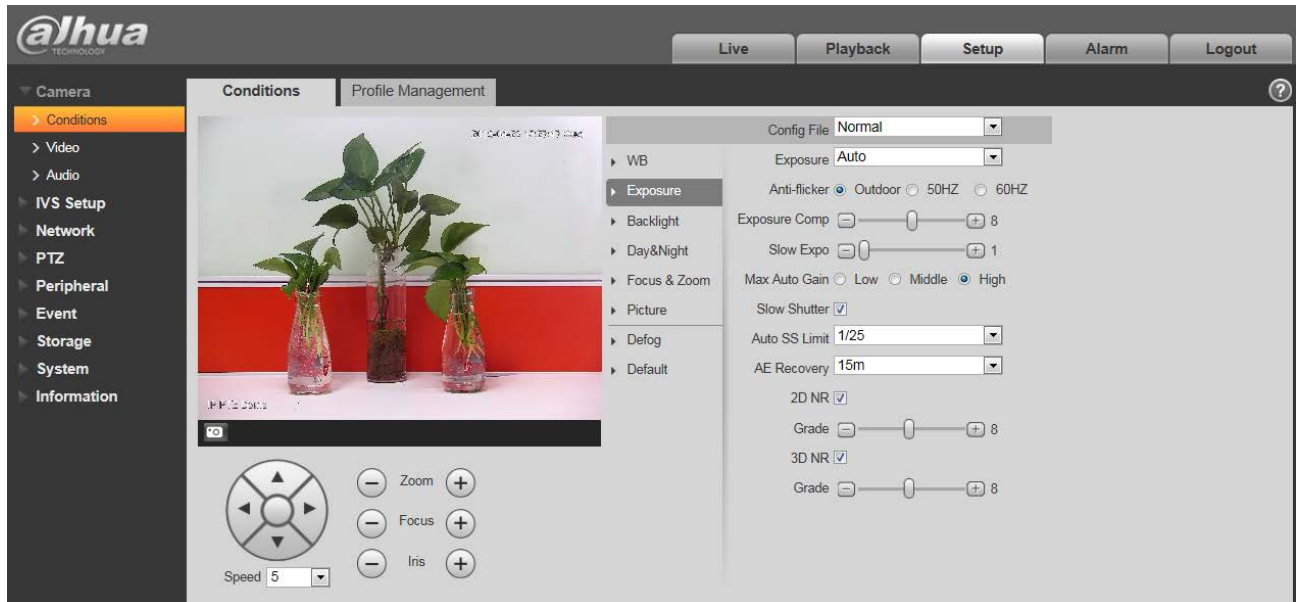 alhua
TECHNOLOGY
Live
Playback
Setup
Alarm
Logout
Camera
Conditions
Video
Audio
IVS Setup
Network
PTZ
Peripheral
Event
Storage
System
Information
Conditions
Profile Management
?
WB
Exposure
Backlight
Day&Night
Focus & Zoom
Picture
Defog
Default
Config File Normal
Exposure Auto
Anti-flicker Outdoor 50HZ 60HZ
Exposure Comp 8
Slow Expo 1
Max Auto Gain Low Middle High
Slow Shutter
Auto SS Limit 1/25
AE Recovery 15m
2D NR
Grade 8
3D NR
Grade 8
Zoom
Focus
Iris
Speed 5